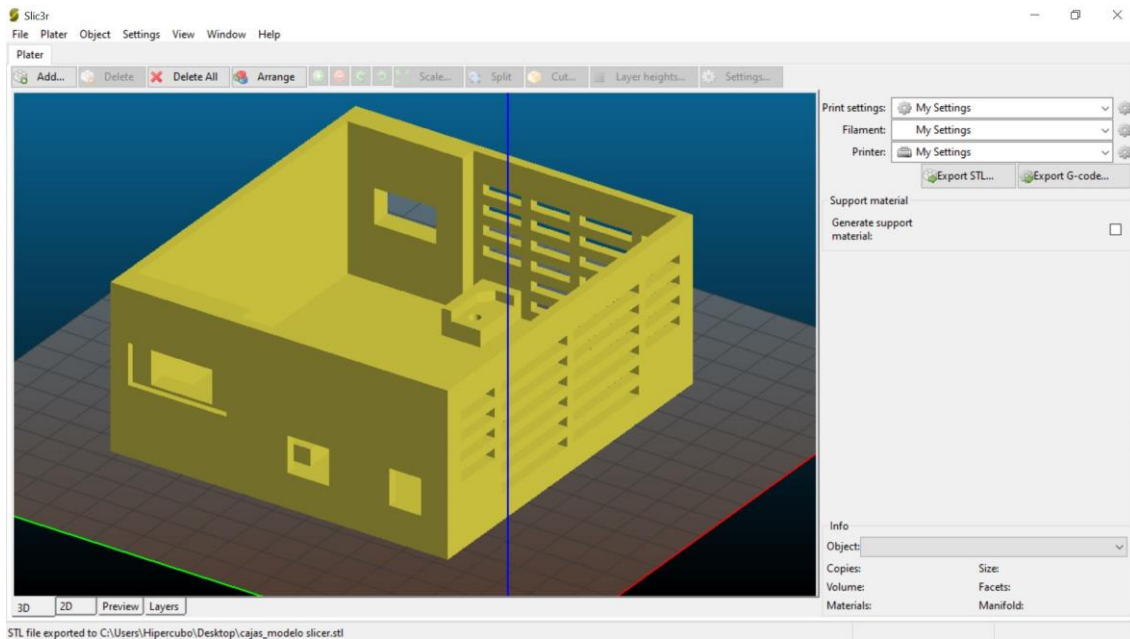 Slic3r
File Plater Object Settings View Window Help
Plater
Add... Delete Delete All Arrange Scale... Split Cut... Layer heights... Settings...
Print settings: My Settings
Filament: My Settings
Printer: My Settings
Export STL... Export G-code...
Support material
Generate support
material:
Info
Object:
Copies: Size:
Volume: Facets:
Materials: Manifold:
3D 2D Preview Layers
STL file exported to C:\Users\Hipercubo\Desktop\cajas_modelo slicer.stl